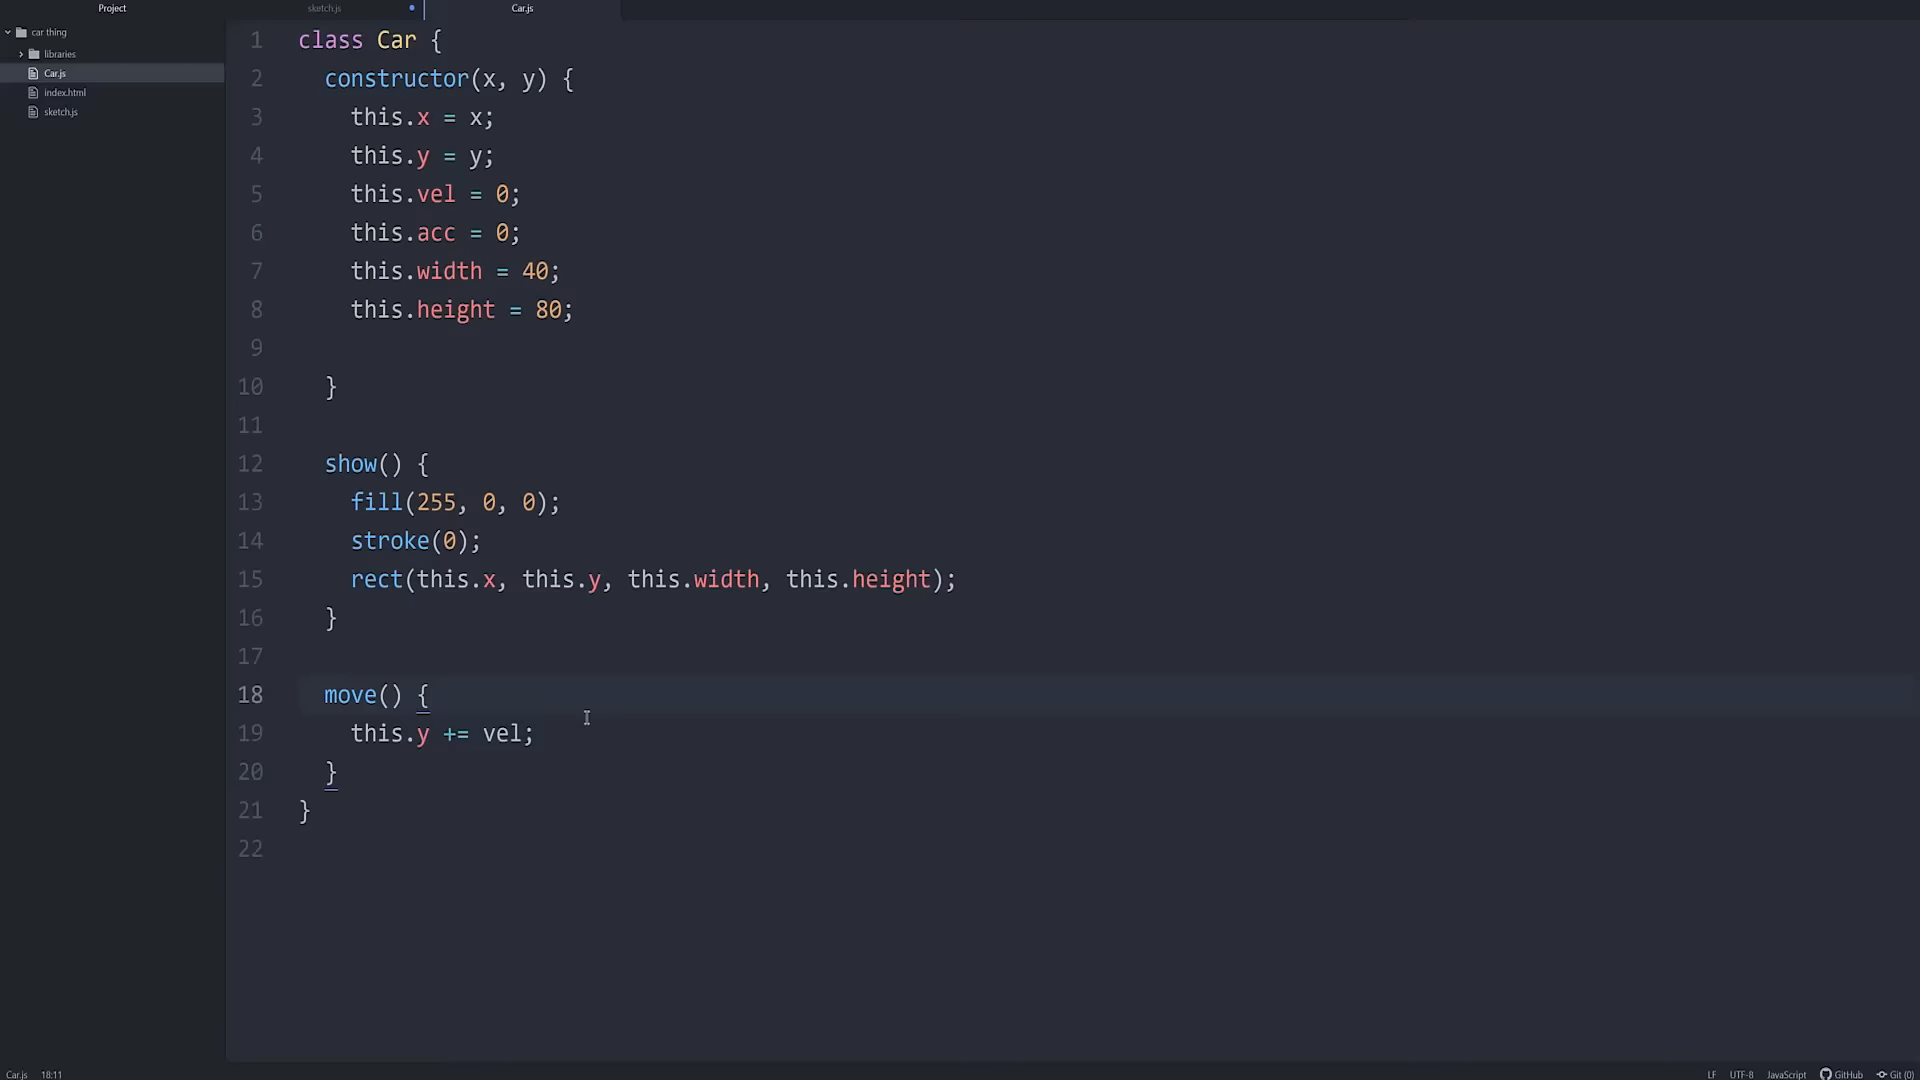 Project
sketch.js
Car.js
car thing
libraries
Car.js
index.html
sketch.js
1 class Car {
2 constructor(x, y) {
3 this.x = x;
4 this.y = y;
5 this.vel = 0;
6 this.acc = 0;
7 this.width = 40;
8 this.height = 80;
9
10 }
11
12 show() {
13 fill(255, 0, 0);
14 stroke(0);
15 rect(this.x, this.y, this.width, this.height);
16 }
17
18 move() {
19 this.y += vel;
20 }
21 }
22
Car.js 18:11 LF UTF-8 JavaScript GitHub Git (0)